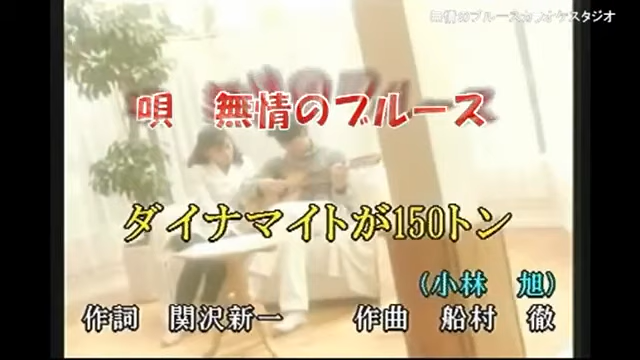 無情のブルースカラオケスタジオ
唄　無情のブルース
ダイナマイトが150トン
(小林　旭)
作詞　関沢新一　　作曲　船村　徹